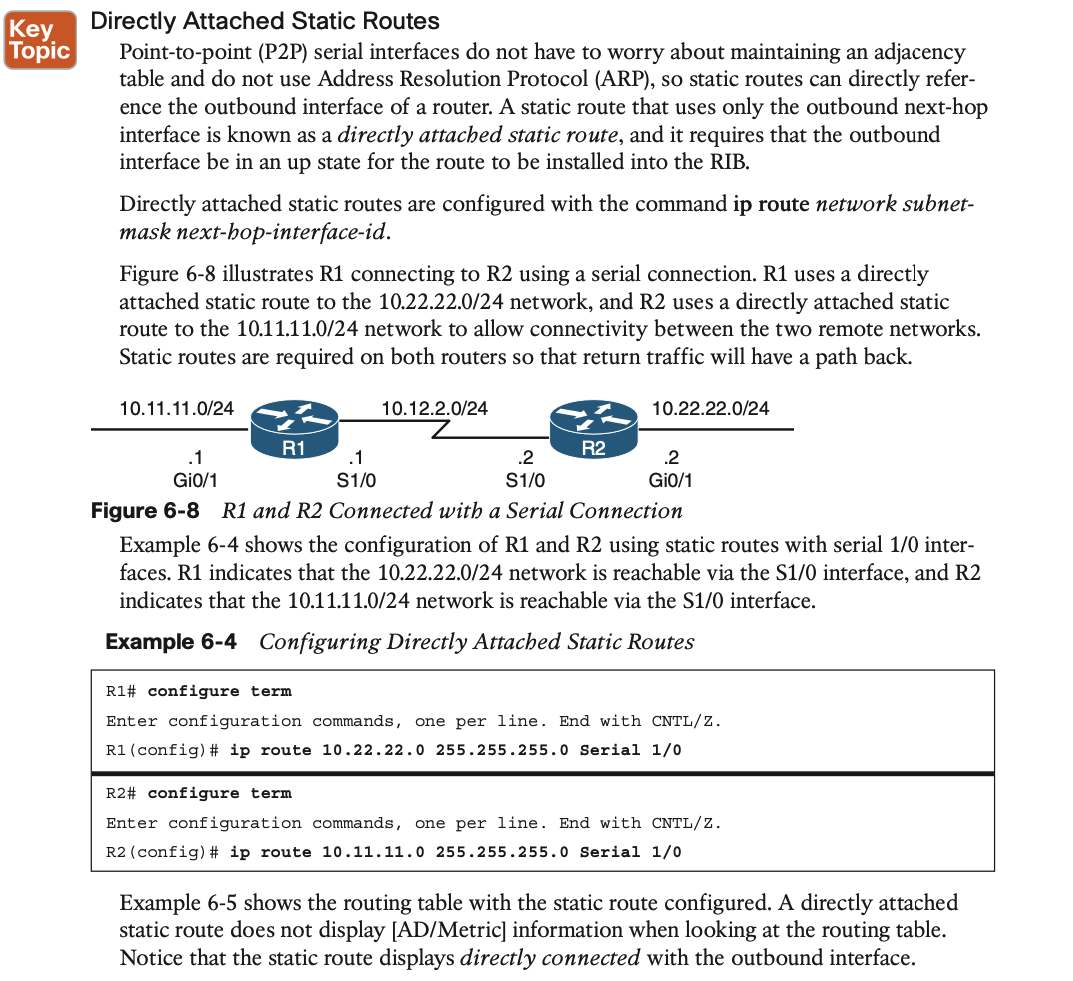 Key
Topic
Directly Attached Static Routes
Point-to-point (P2P) serial interfaces do not have to worry about maintaining an adjacency
table and do not use Address Resolution Protocol (ARP), so static routes can directly refer-
ence the outbound interface of a router. A static route that uses only the outbound next-hop
interface is known as a directly attached static route, and it requires that the outbound
interface be in an up state for the route to be installed into the RIB.
Directly attached static routes are configured with the command ip route network subnet-
mask next-hop-interface-id.
Figure 6-8 illustrates R1 connecting to R2 using a serial connection. R1 uses a directly
attached static route to the 10.22.22.0/24 network, and R2 uses a directly attached static
route to the 10.11.11.0/24 network to allow connectivity between the two remote networks.
Static routes are required on both routers so that return traffic will have a path back.
10.11.11.0/24 10.12.2.0/24 10.22.22.0/24
R1 R2
.1 .1 .2 .2
Gi0/1 S1/0 S1/0 Gi0/1
Figure 6-8 R1 and R2 Connected with a Serial Connection
Example 6-4 shows the configuration of R1 and R2 using static routes with serial 1/0 inter-
faces. R1 indicates that the 10.22.22.0/24 network is reachable via the S1/0 interface, and R2
indicates that the 10.11.11.0/24 network is reachable via the S1/0 interface.
Example 6-4 Configuring Directly Attached Static Routes
R1# configure term
Enter configuration commands, one per line. End with CNTL/Z.
R1(config)# ip route 10.22.22.0 255.255.255.0 Serial 1/0
R2# configure term
Enter configuration commands, one per line. End with CNTL/Z.
R2(config)# ip route 10.11.11.0 255.255.255.0 Serial 1/0
Example 6-5 shows the routing table with the static route configured. A directly attached
static route does not display [AD/Metric] information when looking at the routing table.
Notice that the static route displays directly connected with the outbound interface.